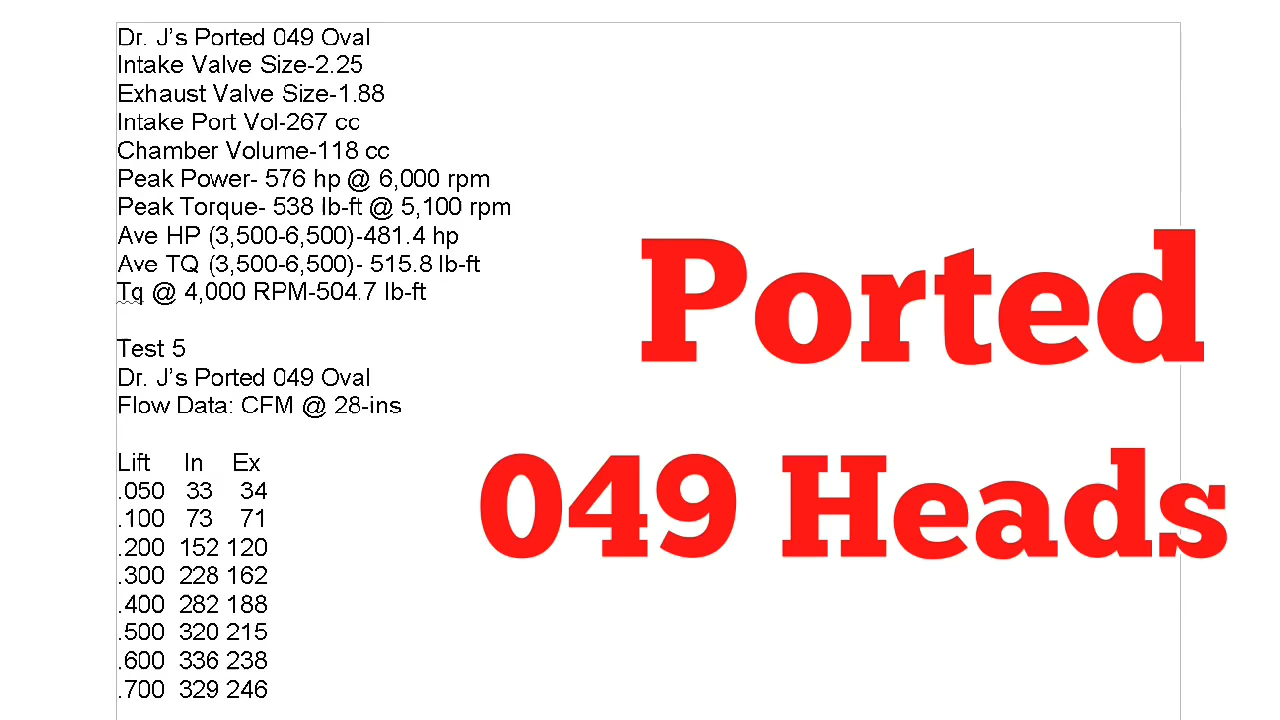 Dr. J's Ported 049 Oval
Intake Valve Size-2.25
Exhaust Valve Size-1.88
Intake Port Vol-267 cc
Chamber Volume-118 cc
Peak Power- 576 hp @ 6,000 rpm
Peak Torque- 538 lb-ft @ 5,100 rpm
Ave HP (3,500-6,500)-481.4 hp
Ave TQ (3,500-6,500)- 515.8 lb-ft
Tq @ 4,000 RPM-504.7 lb-ft
Test 5
Dr. J's Ported 049 Oval
Flow Data: CFM @ 28-ins
Lift In Ex
.050 33 34
.100 73 71
.200 152 120
.300 228 162
.400 282 188
.500 320 215
.600 336 238
.700 329 246
Ported
049 Heads